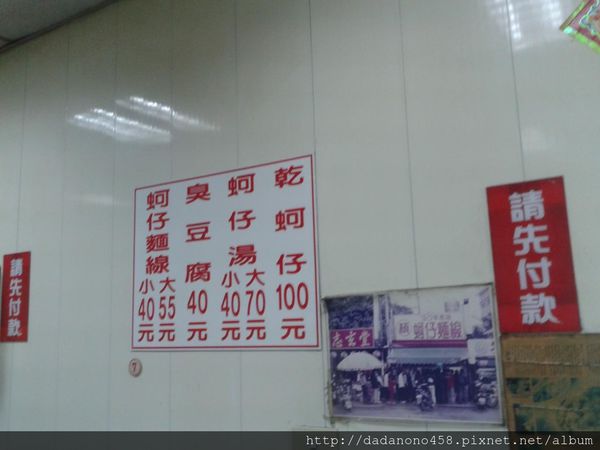 乾蚵仔100元
蚵仔湯
大70元
小40元
臭豆腐40元
蚵仔麵線
大55元
小40元
請先付款
請先付款
7
蚵仔麵線
http://dadanono458.pixnet.net/album